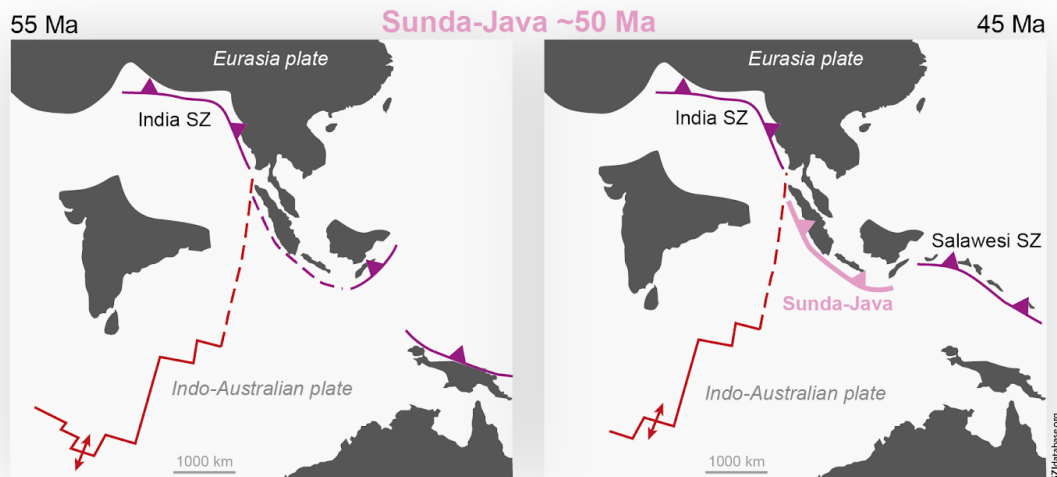 55 Ma
Sunda-Java ~50 Ma
45 Ma
Eurasia plate
India SZ
Indo-Australian plate
1000 km
Eurasia plate
India SZ
Salawesi SZ
Sunda-Java
Indo-Australian plate
1000 km